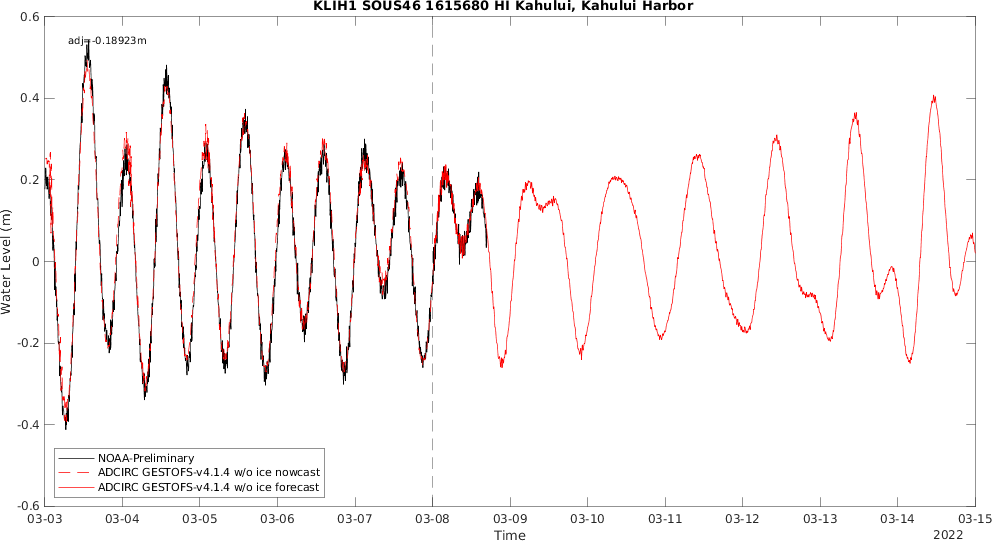 KLIH1 SOUS46 1615680 HI Kahului, Kahului Harbor
adj=-0.18923m
0.6
0.4
0.2
0
-0.2
-0.4
-0.6
Water Level (m)
NOAA-Preliminary
ADCIRC GESTOFS-v4.1.4 w/o ice nowcast
ADCIRC GESTOFS-v4.1.4 w/o ice forecast
03-03 03-04 03-05 03-06 03-07 03-08 03-09 03-10 03-11 03-12 03-13 03-14 03-15
Time
2022